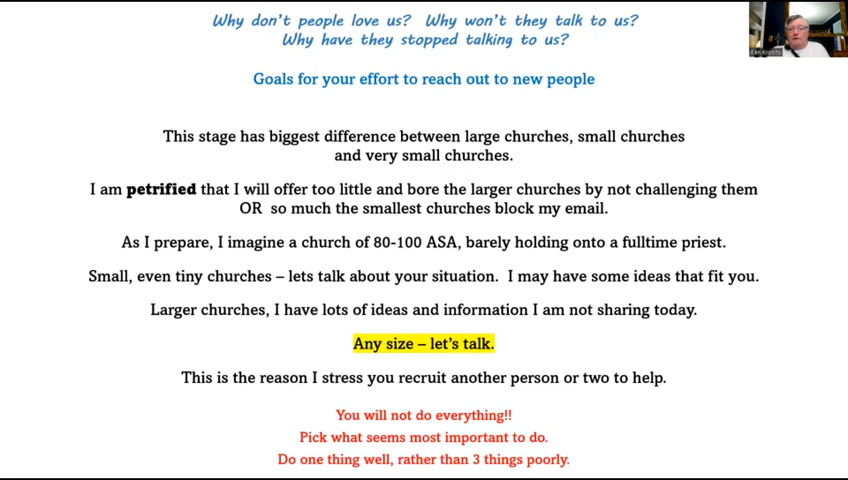 Why don't people love us?  Why won't they talk to us?
Why have they stopped talking to us?
Goals for your effort to reach out to new people
This stage has biggest difference between large churches, small churches
and very small churches.
I am petrified that I will offer too little and bore the larger churches by not challenging them
OR  so much the smallest churches block my email.
As I prepare, I imagine a church of 80-100 ASA, barely holding onto a fulltime priest.
Small, even tiny churches – lets talk about your situation.  I may have some ideas that fit you.
Larger churches, I have lots of ideas and information I am not sharing today.
Any size – let's talk.
This is the reason I stress you recruit another person or two to help.
You will not do everything!!
Pick what seems most important to do.
Do one thing well, rather than 3 things poorly.
Ken